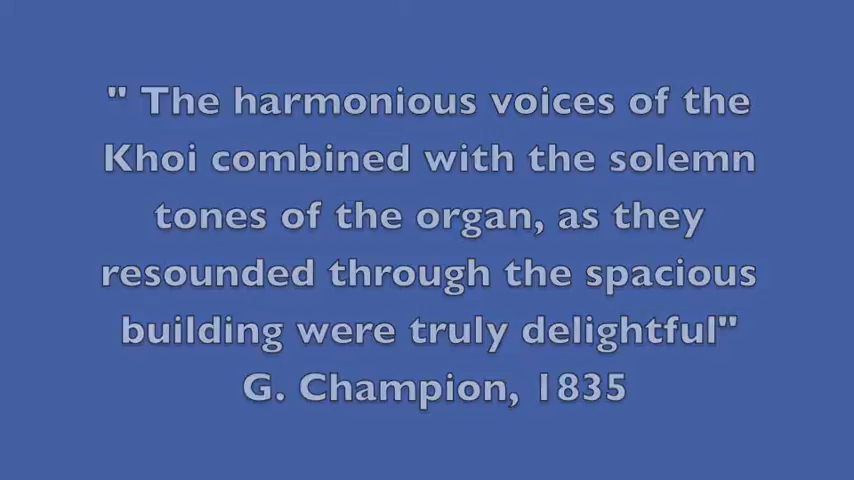 " The harmonious voices of the
Khoi combined with the solemn
tones of the organ, as they
resounded through the spacious
building were truly delightful"
G. Champion, 1835